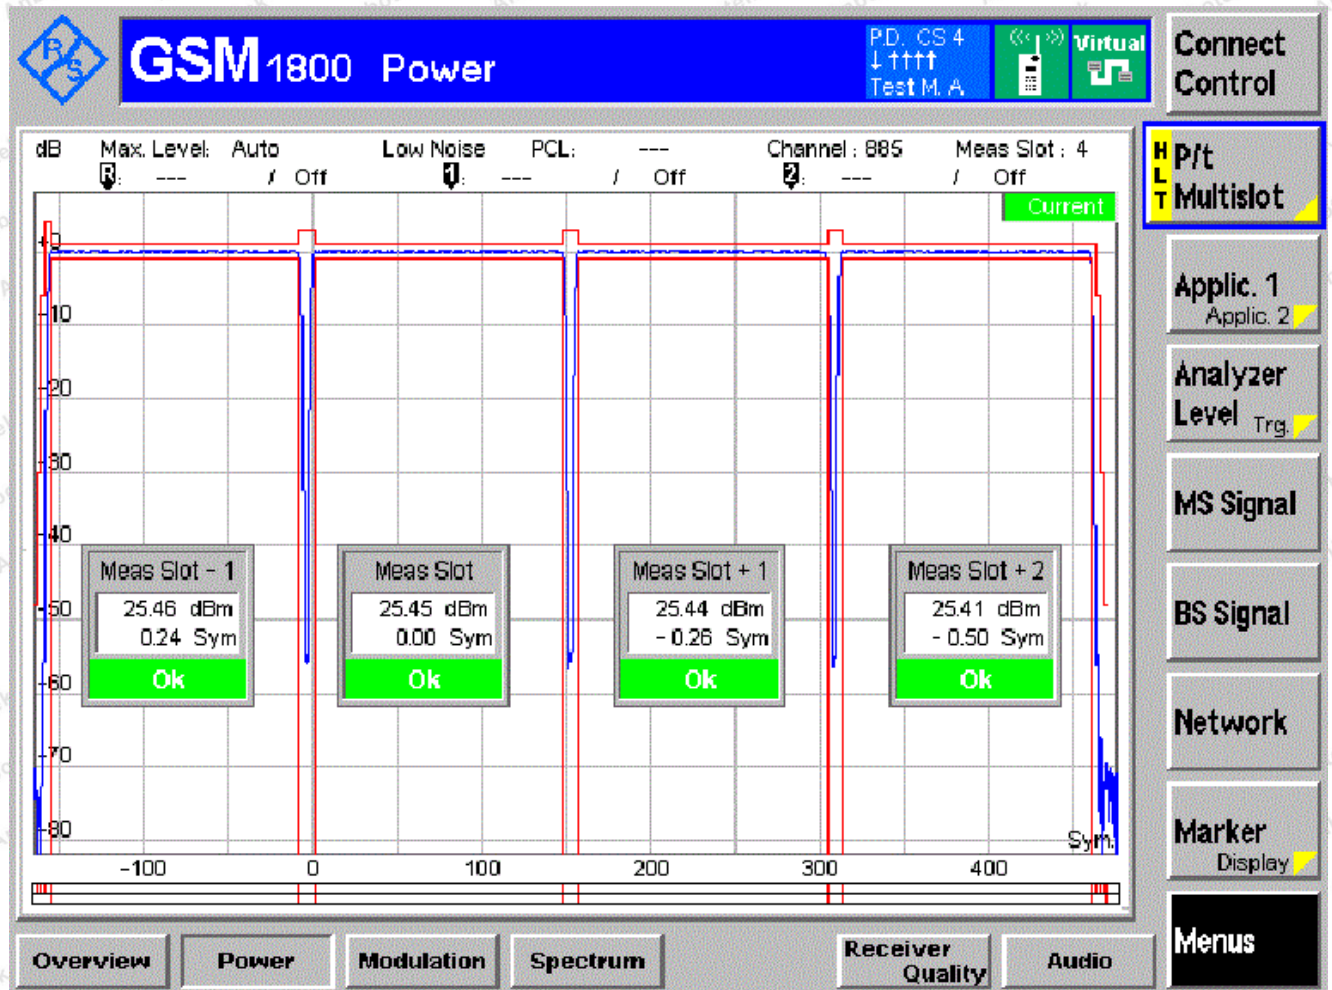 R S
GSM 1800 Power
P.D. CS 4
↓ ↑↑↑↑
Test M. A.
Virtual
Connect
Control
dB Max. Level: Auto Low Noise PCL: --- Channel : 885 Meas Slot : 4
R: --- / Off 1: --- / Off 2: --- / Off
HLT
P/t
Multislot
Current
+0
-10
-20
-30
-40
-50
-60
-70
-80
Applic. 1
Applic. 2
Analyzer
Level Trg.
MS Signal
BS Signal
Network
Marker
Display
Menus
Meas Slot - 1
25.46 dBm
0.24 Sym
Ok
Meas Slot
25.45 dBm
0.00 Sym
Ok
Meas Slot + 1
25.44 dBm
- 0.26 Sym
Ok
Meas Slot + 2
25.41 dBm
- 0.50 Sym
Ok
Sym.
-100 0 100 200 300 400
Overview Power Modulation Spectrum Receiver Quality Audio